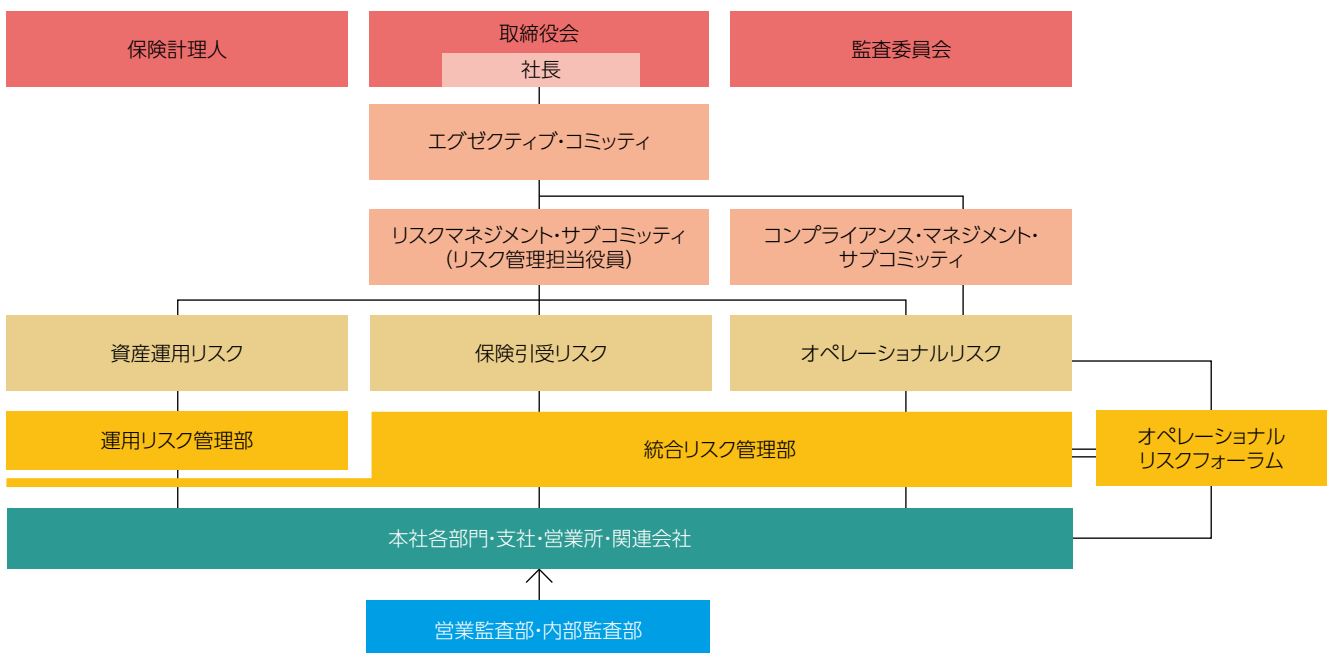 保険計理人
取締役会
社長
監査委員会
エグゼクティブ・コミッティ
リスクマネジメント・サブコミッティ
(リスク管理担当役員)
コンプライアンス・マネジメント・
サブコミッティ
資産運用リスク
保険引受リスク
オペレーショナルリスク
運用リスク管理部
統合リスク管理部
オペレーショナル
リスクフォーラム
本社各部門・支社・営業所・関連会社
営業監査部・内部監査部